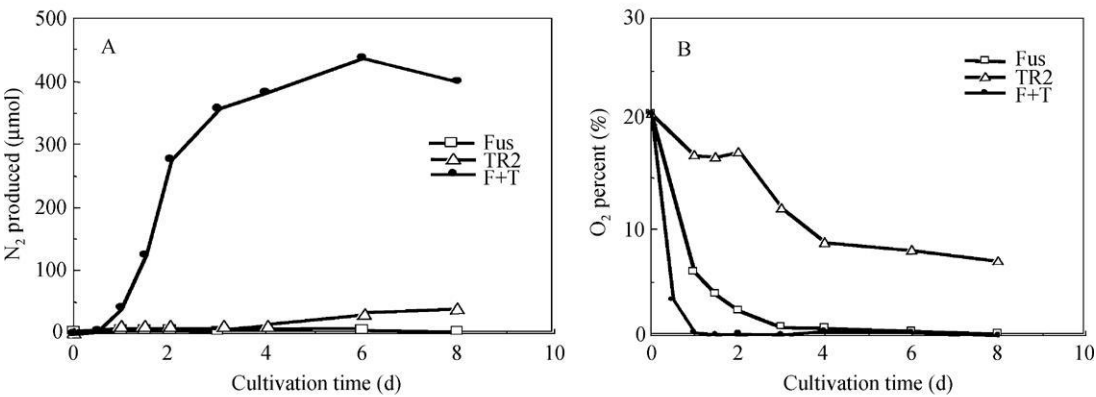 A
N2 produced (μmol)
500
400
300
200
100
0
Fus
TR2
F+T
0 2 4 6 8 10
Cultivation time (d)
B
O2 percent (%)
30
20
10
0
Fus
TR2
F+T
0 2 4 6 8 10
Cultivation time (d)